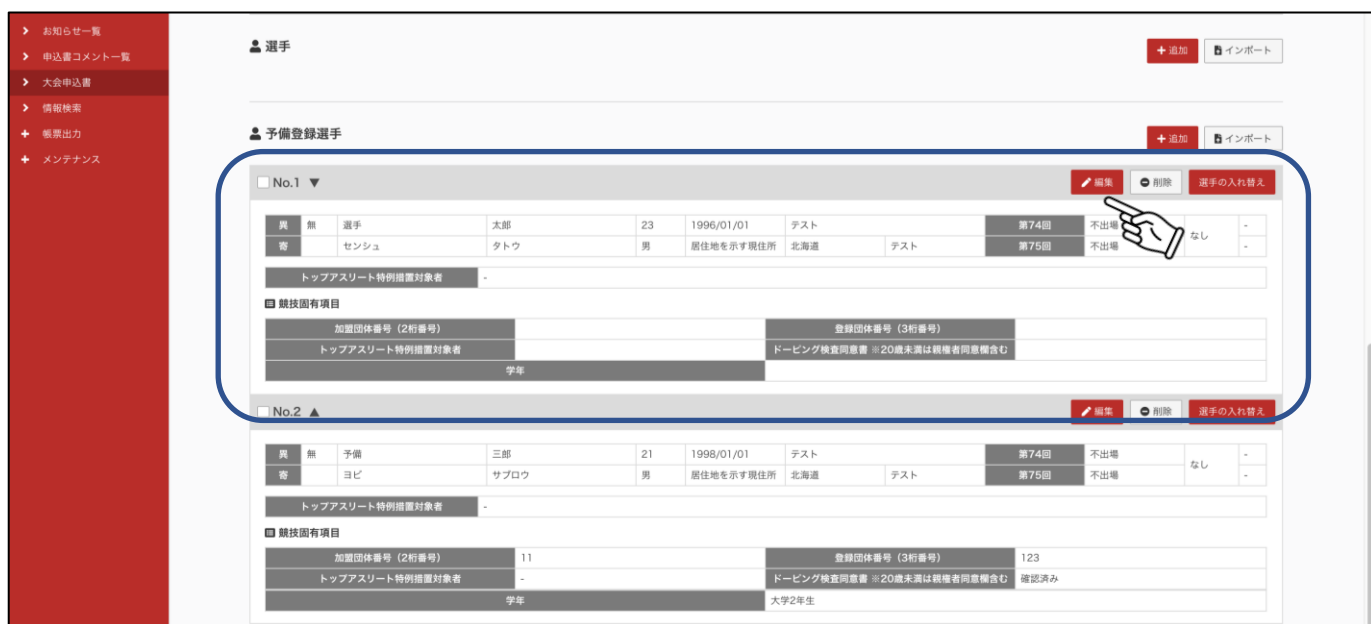 お知らせ一覧
申込書コメント一覧
大会申込書
情報検索
帳票出力
メンテナンス
選手 追加 インポート
予備登録選手 追加 インポート
No.1 ▼ 編集 削除 選手の入れ替え
異 無 選手 太郎 23 1996/01/01 テスト 第74回 不出場 なし -
寄 センシュ タトウ 男 居住地を示す現住所 北海道 テスト 第75回 不出場 -
トップアスリート特例措置対象者 -
競技固有項目
加盟団体番号（2桁番号） 登録団体番号（3桁番号）
トップアスリート特例措置対象者 ドーピング検査同意書 ※20歳未満は親権者同意欄含む
学年
No.2 ▲ 編集 削除 選手の入れ替え
異 無 予備 三郎 21 1998/01/01 テスト 第74回 不出場 なし -
寄 ヨビ サブロウ 男 居住地を示す現住所 北海道 テスト 第75回 不出場 -
トップアスリート特例措置対象者 -
競技固有項目
加盟団体番号（2桁番号） 11 登録団体番号（3桁番号） 123
トップアスリート特例措置対象者 - ドーピング検査同意書 ※20歳未満は親権者同意欄含む 確認済み
学年 大学2年生